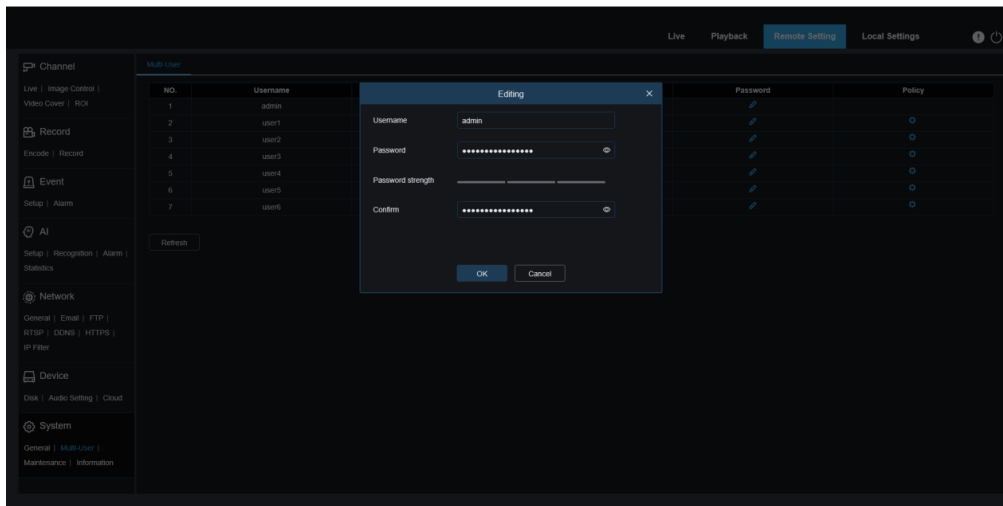 Live Playback Remote Setting Local Settings
Channel
Live | Image Control |
Video Cover | ROI
Record
Encode | Record
Event
Setup | Alarm
AI
Setup | Recognition | Alarm |
Statistics
Network
General | Email | FTP |
RTSP | DDNS | HTTPS |
IP Filter
Device
Disk | Audio Setting | Cloud
System
General | Multi-User |
Maintenance | Information
Multi-User
NO. Username Password Policy
1 admin
2 user1
3 user2
4 user3
5 user4
6 user5
7 user6
Refresh
Editing
Username admin
Password ••••••••••••••••
Password strength
Confirm ••••••••••••••••
OK Cancel